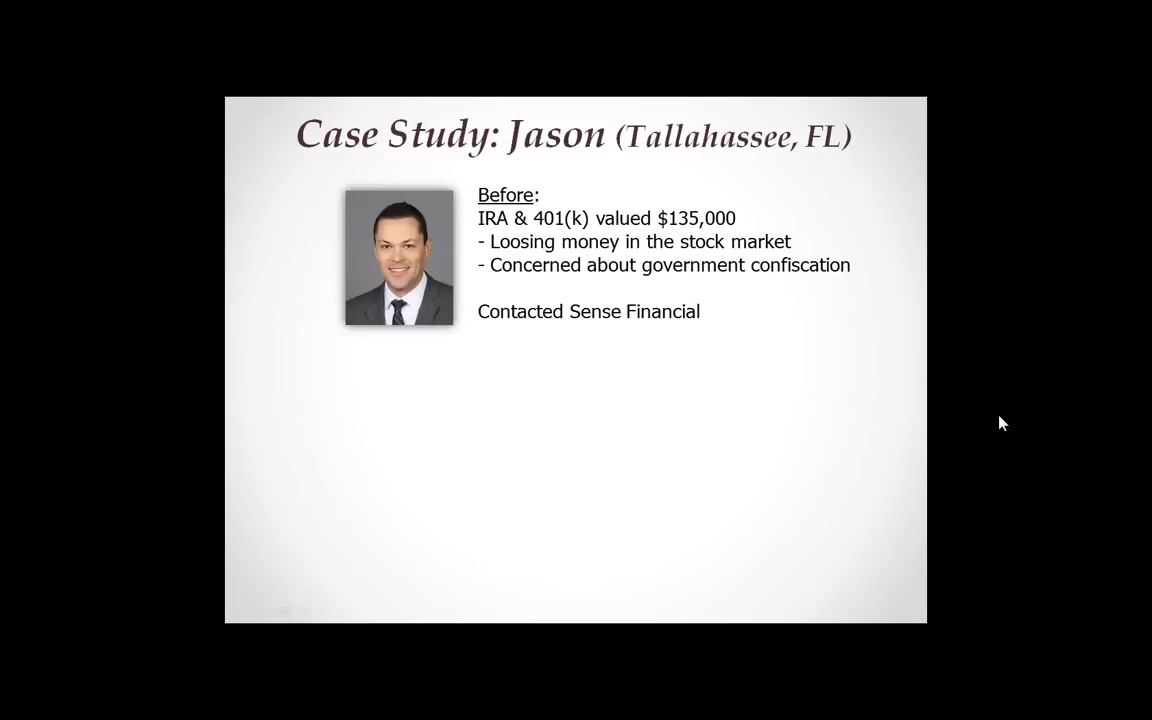 Case Study: Jason (Tallahassee, FL)
Before:
IRA & 401(k) valued $135,000
- Loosing money in the stock market
- Concerned about government confiscation
Contacted Sense Financial